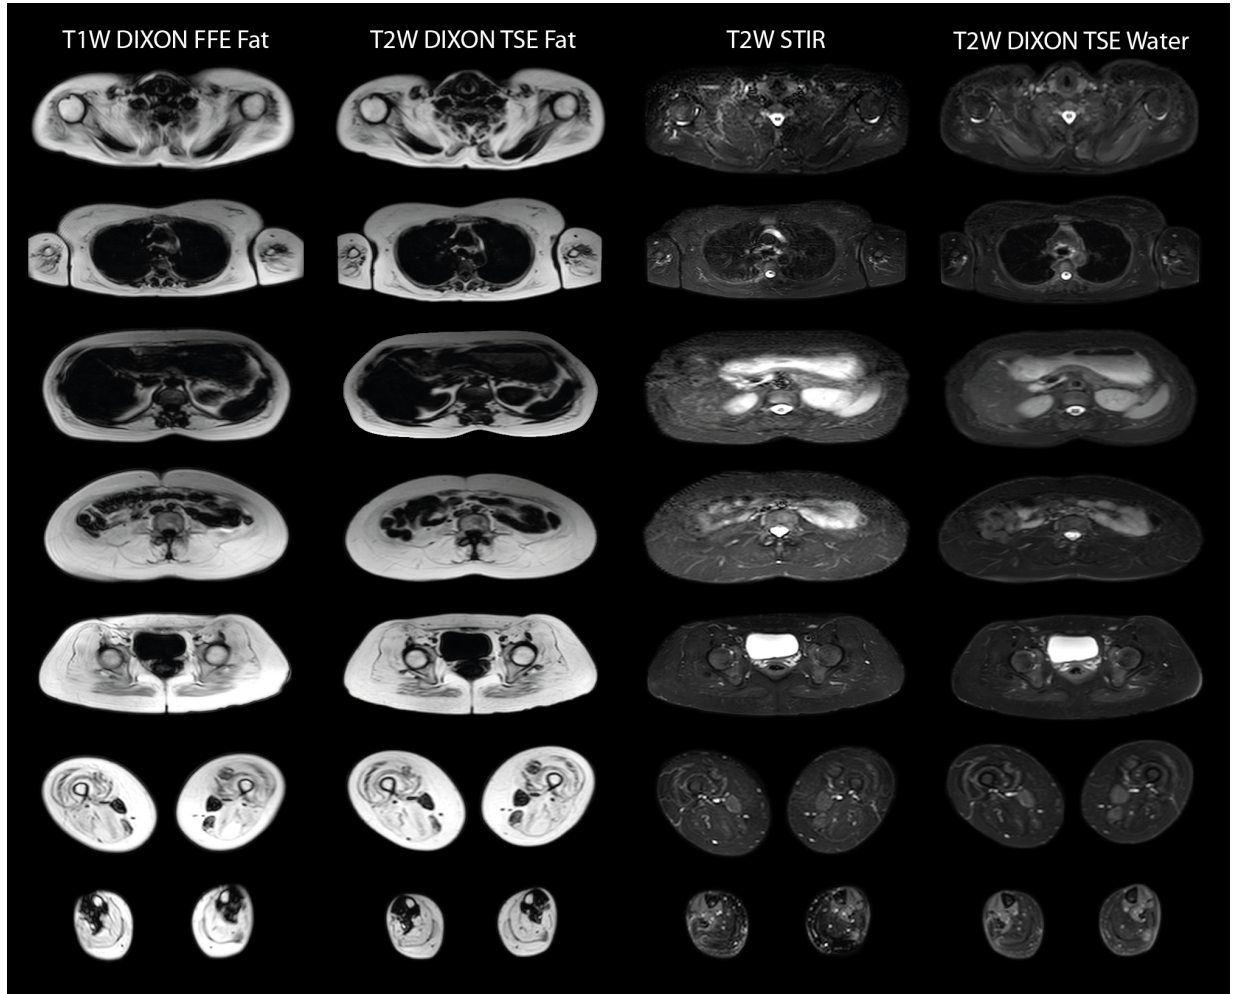 T1W DIXON FFE Fat
T2W DIXON TSE Fat
T2W STIR
T2W DIXON TSE Water